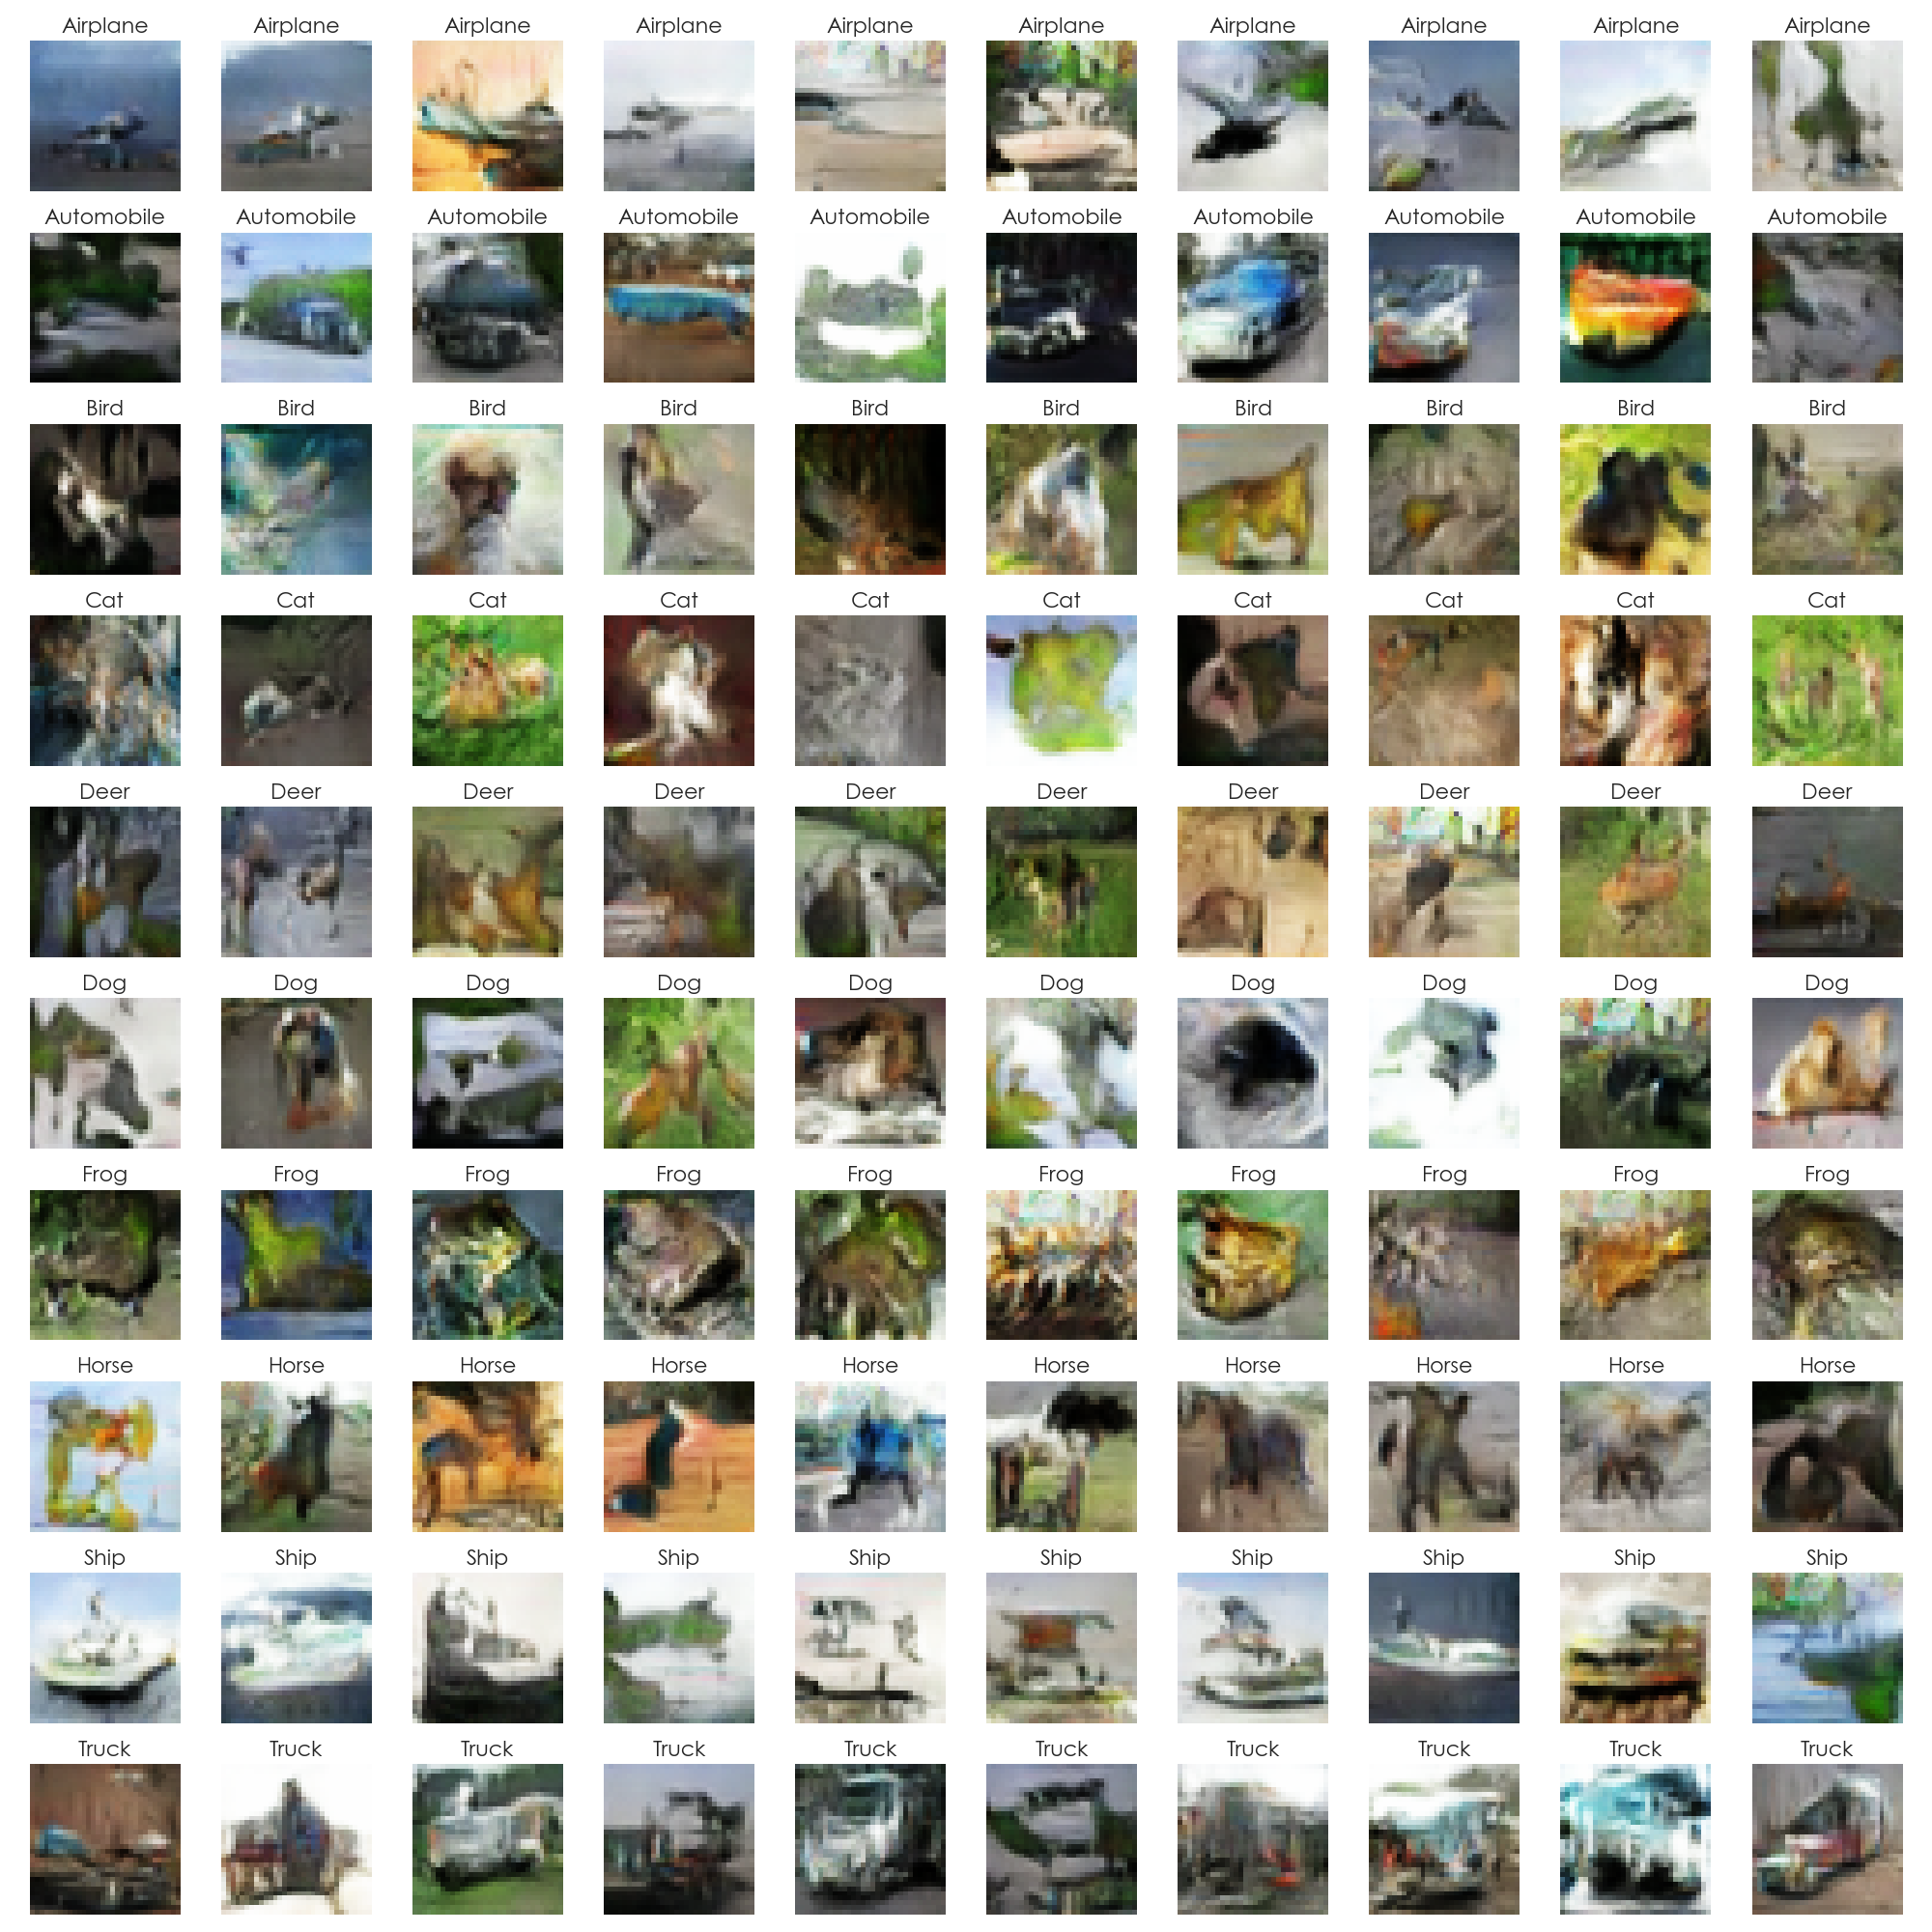 Airplane Airplane Airplane Airplane Airplane Airplane Airplane Airplane Airplane Airplane
Automobile Automobile Automobile Automobile Automobile Automobile Automobile Automobile Automobile Automobile
Bird Bird Bird Bird Bird Bird Bird Bird Bird Bird
Cat Cat Cat Cat Cat Cat Cat Cat Cat Cat
Deer Deer Deer Deer Deer Deer Deer Deer Deer Deer
Dog Dog Dog Dog Dog Dog Dog Dog Dog Dog
Frog Frog Frog Frog Frog Frog Frog Frog Frog Frog
Horse Horse Horse Horse Horse Horse Horse Horse Horse Horse
Ship Ship Ship Ship Ship Ship Ship Ship Ship Ship
Truck Truck Truck Truck Truck Truck Truck Truck Truck Truck